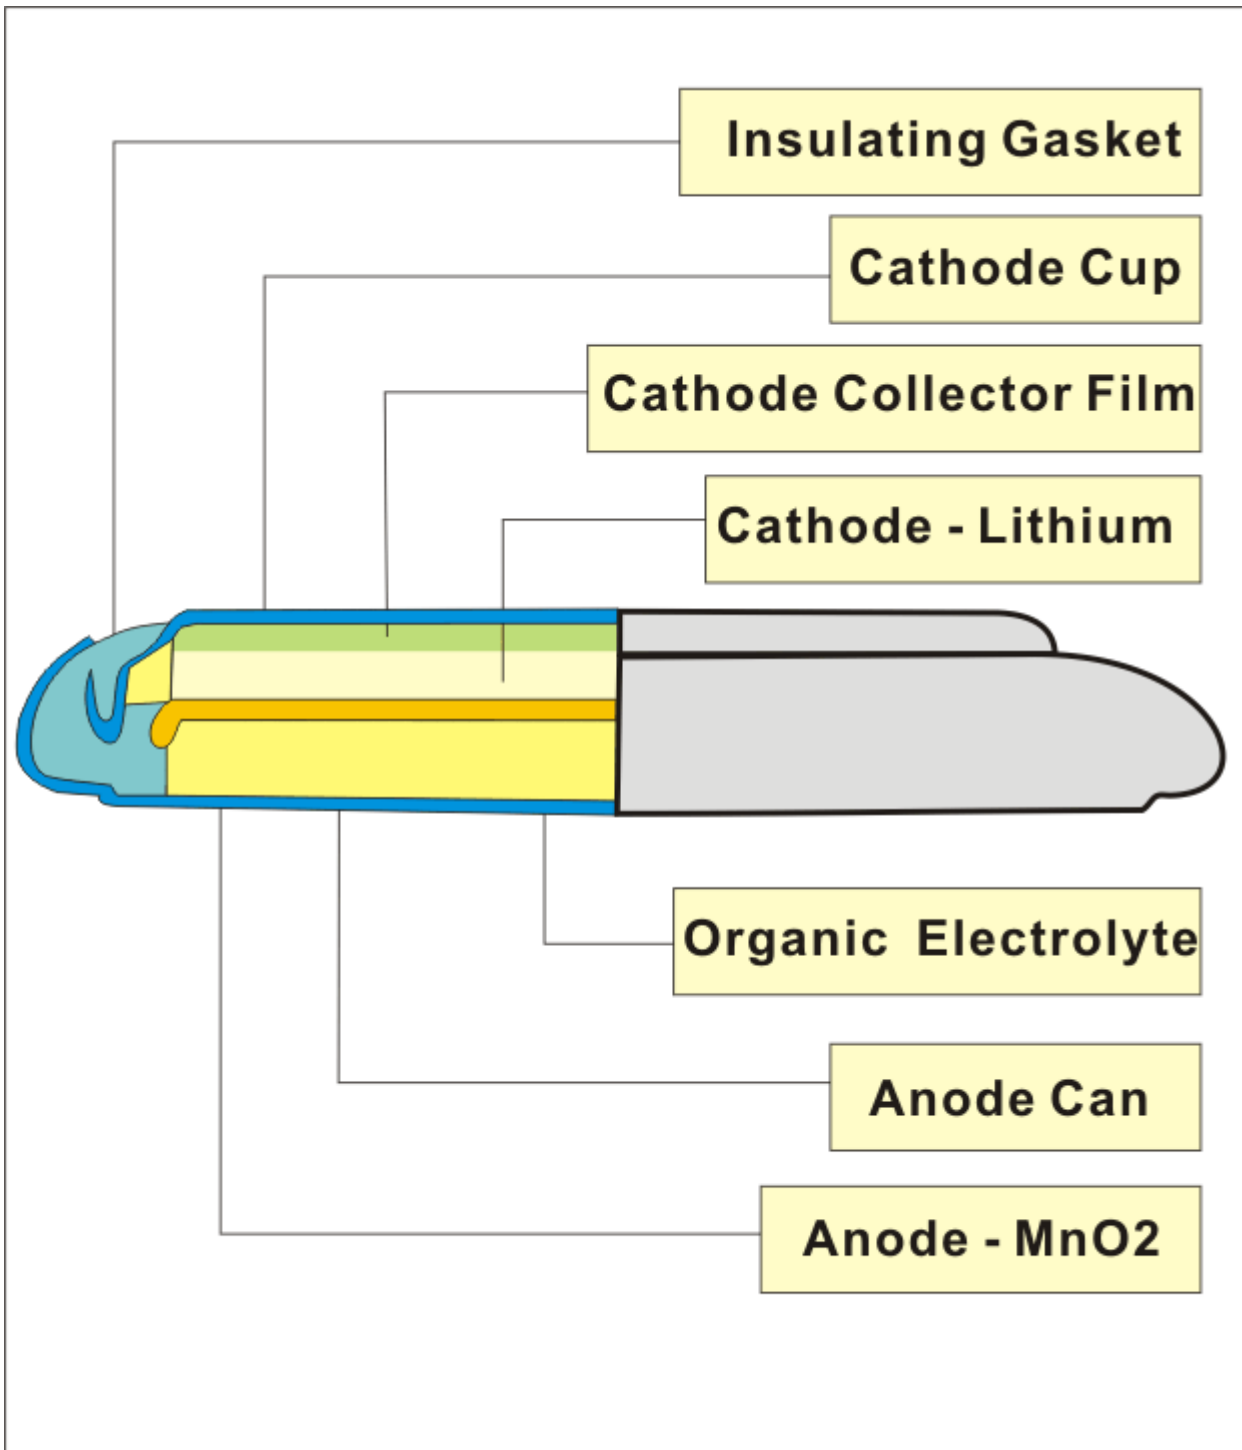 Insulating Gasket
Cathode Cup
Cathode Collector Film
Cathode - Lithium
Organic Electrolyte
Anode Can
Anode - MnO2